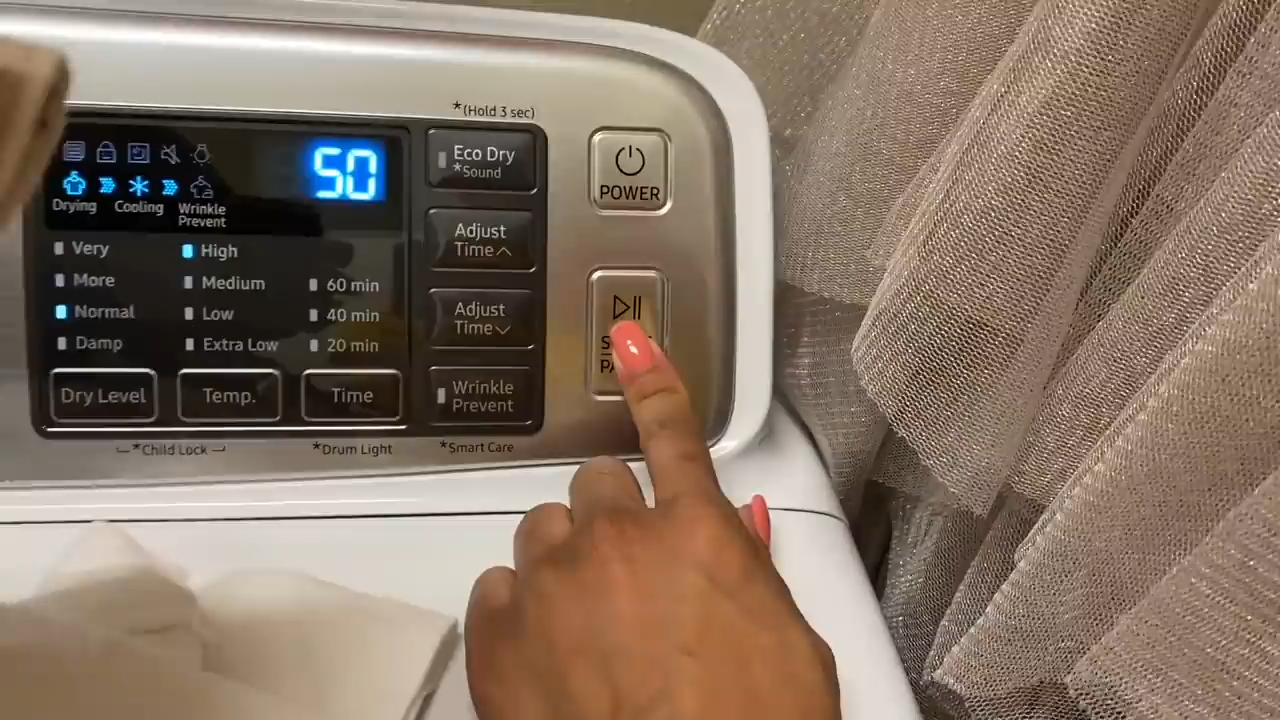 *(Hold 3 sec)
50
Drying
Cooling
Wrinkle
Prevent
Very
More
Normal
Damp
High
Medium
Low
Extra Low
60 min
40 min
20 min
Dry Level
Temp.
Time
*Child Lock
*Drum Light
Eco Dry
*Sound
Adjust
Time
Adjust
Time
Wrinkle
Prevent
*Smart Care
POWER